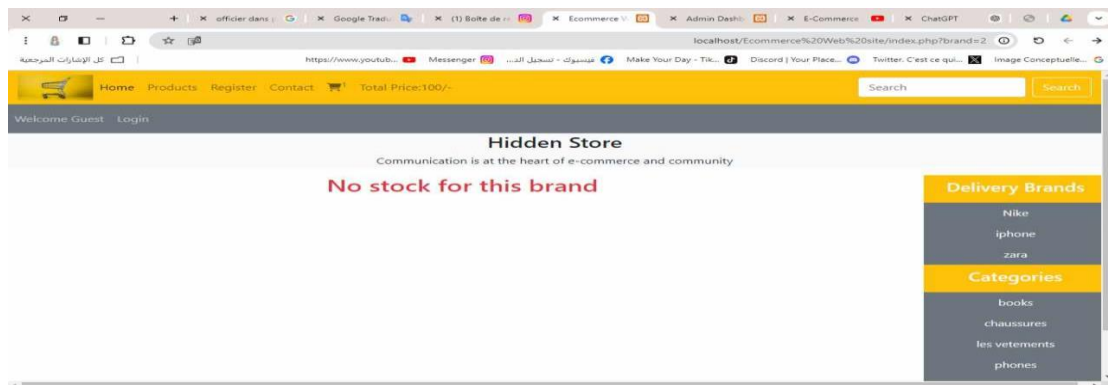 officier dans
Google Tradu
(1) Boîte de r
Ecommerce
Admin Dashb
E-Commerce
ChatGPT
localhost/Ecommerce%20Web%20site/index.php?brand=2
كل الإشارات المرجعية
https://www.youtub...
Messenger
فيسبوك - تسجيل الد...
Make Your Day - Tik...
Discord | Your Place...
Twitter. C'est ce qui...
Image Conceptuelle...
Home Products Register Contact 1 Total Price:100/-
Search
Search
Welcome Guest Login
Hidden Store
Communication is at the heart of e-commerce and community
No stock for this brand
Delivery Brands
Nike
iphone
zara
Categories
books
chaussures
les vetements
phones